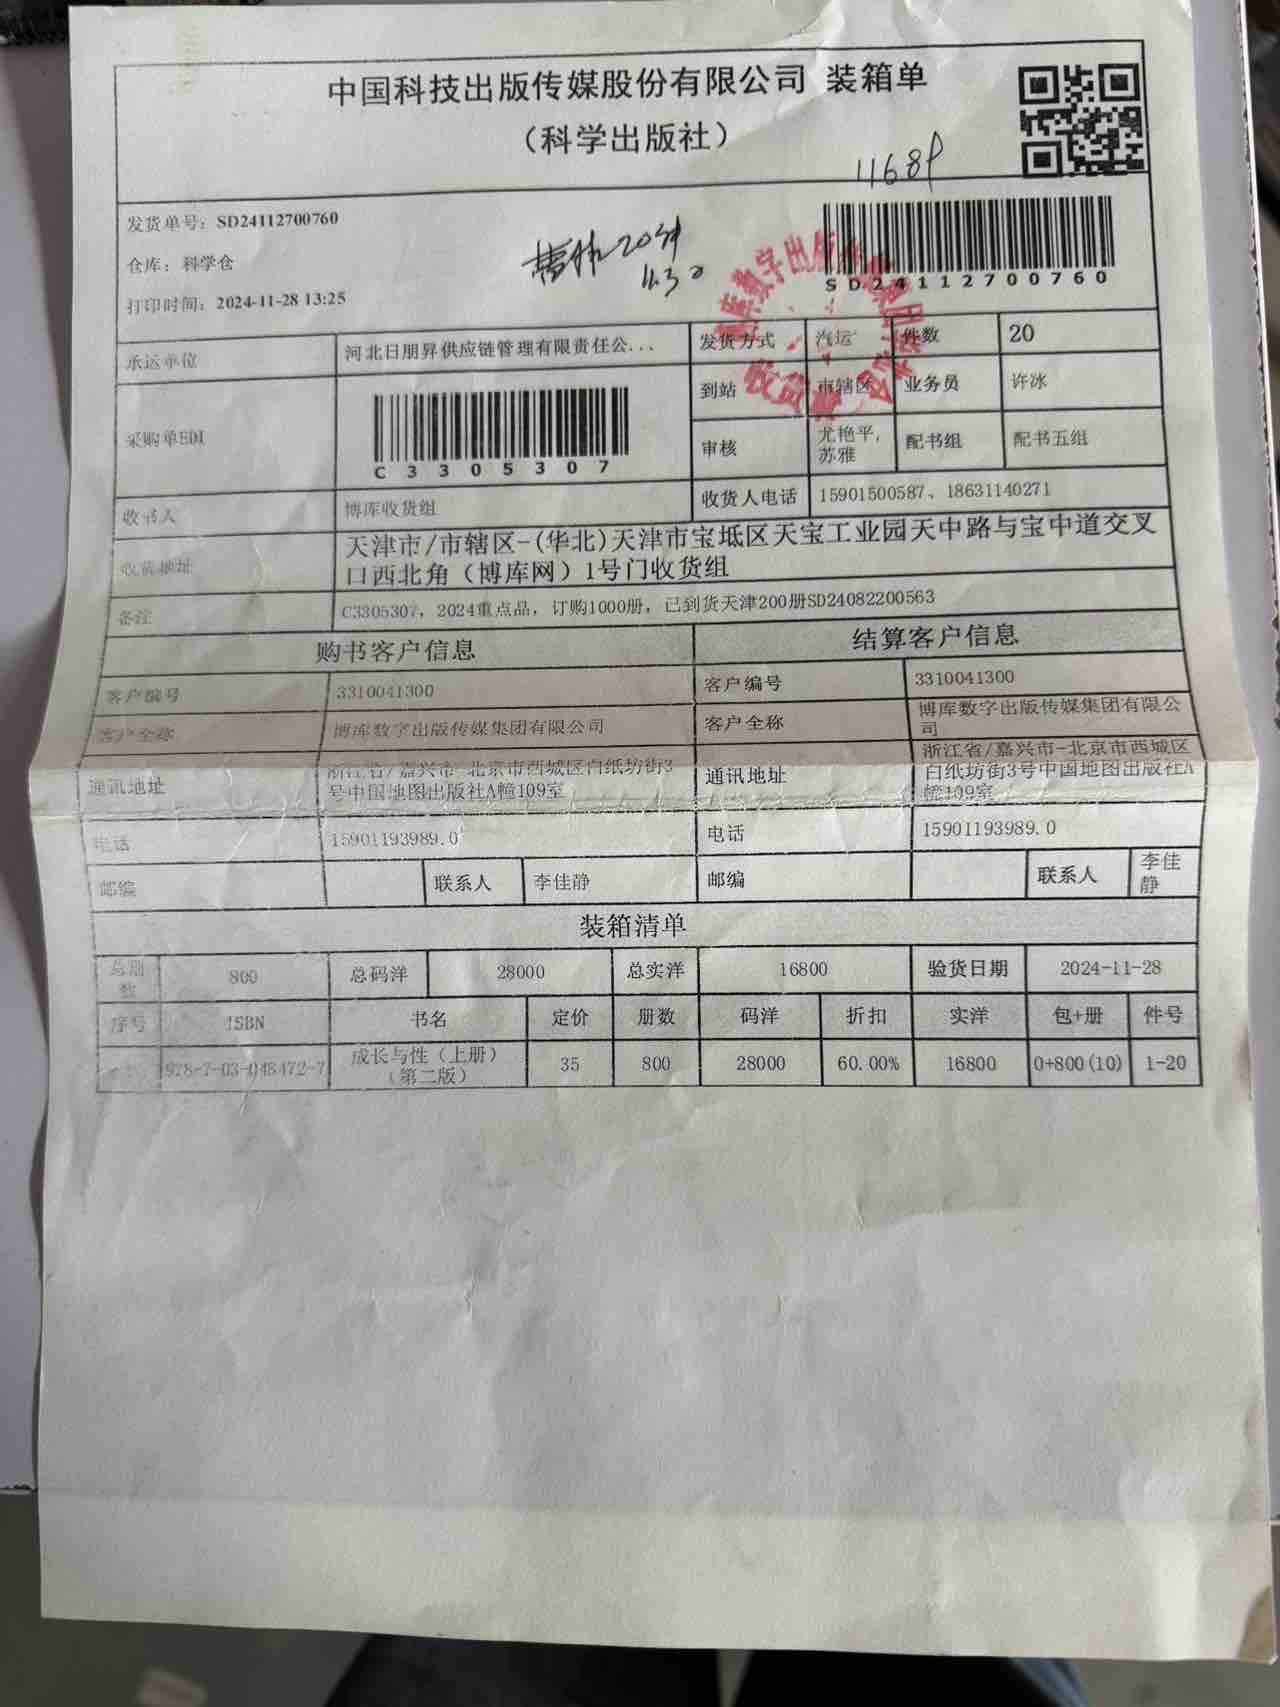 中国科技出版传媒股份有限公司 装箱单
（科学出版社）
1168P
发货单号：SD24112700760
仓库：科学仓
打印时间：2024-11-28 13:25
20件
11.30
SD24112700760
承运单位 河北日朋昇供应链管理有限责任公... 发货方式 汽运 件数 20
采购单EDI C3305307 到站 市辖区 业务员 许冰
审核 尤艳平, 苏雅 配书组 配书五组
收书人 博库收货组 收货人电话 15901500587、18631140271
收货地址 天津市/市辖区-(华北)天津市宝坻区天宝工业园天中路与宝中道交叉
口西北角（博库网）1号门收货组
备注 C3305307, 2024重点品，订购1000册，已到货天津200册SD24082200563
购书客户信息 结算客户信息
客户编号 3310041300 客户编号 3310041300
客户全称 博库数字出版传媒集团有限公司 客户全称 博库数字出版传媒集团有限公司
通讯地址 浙江省/嘉兴市-北京市西城区白纸坊街3号中国地图出版社A幢109室 通讯地址 浙江省/嘉兴市-北京市西城区白纸坊街3号中国地图出版社A幢109室
电话 15901193989.0 电话 15901193989.0
邮编 联系人 李佳静 邮编 联系人 李佳静
装箱清单
总册数 800 总码洋 28000 总实洋 16800 验货日期 2024-11-28
序号 ISBN 书名 定价 册数 码洋 折扣 实洋 包+册 件号
978-7-03-048472-7 成长与性（上册）（第二版） 35 800 28000 60.00% 16800 0+800(10) 1-20